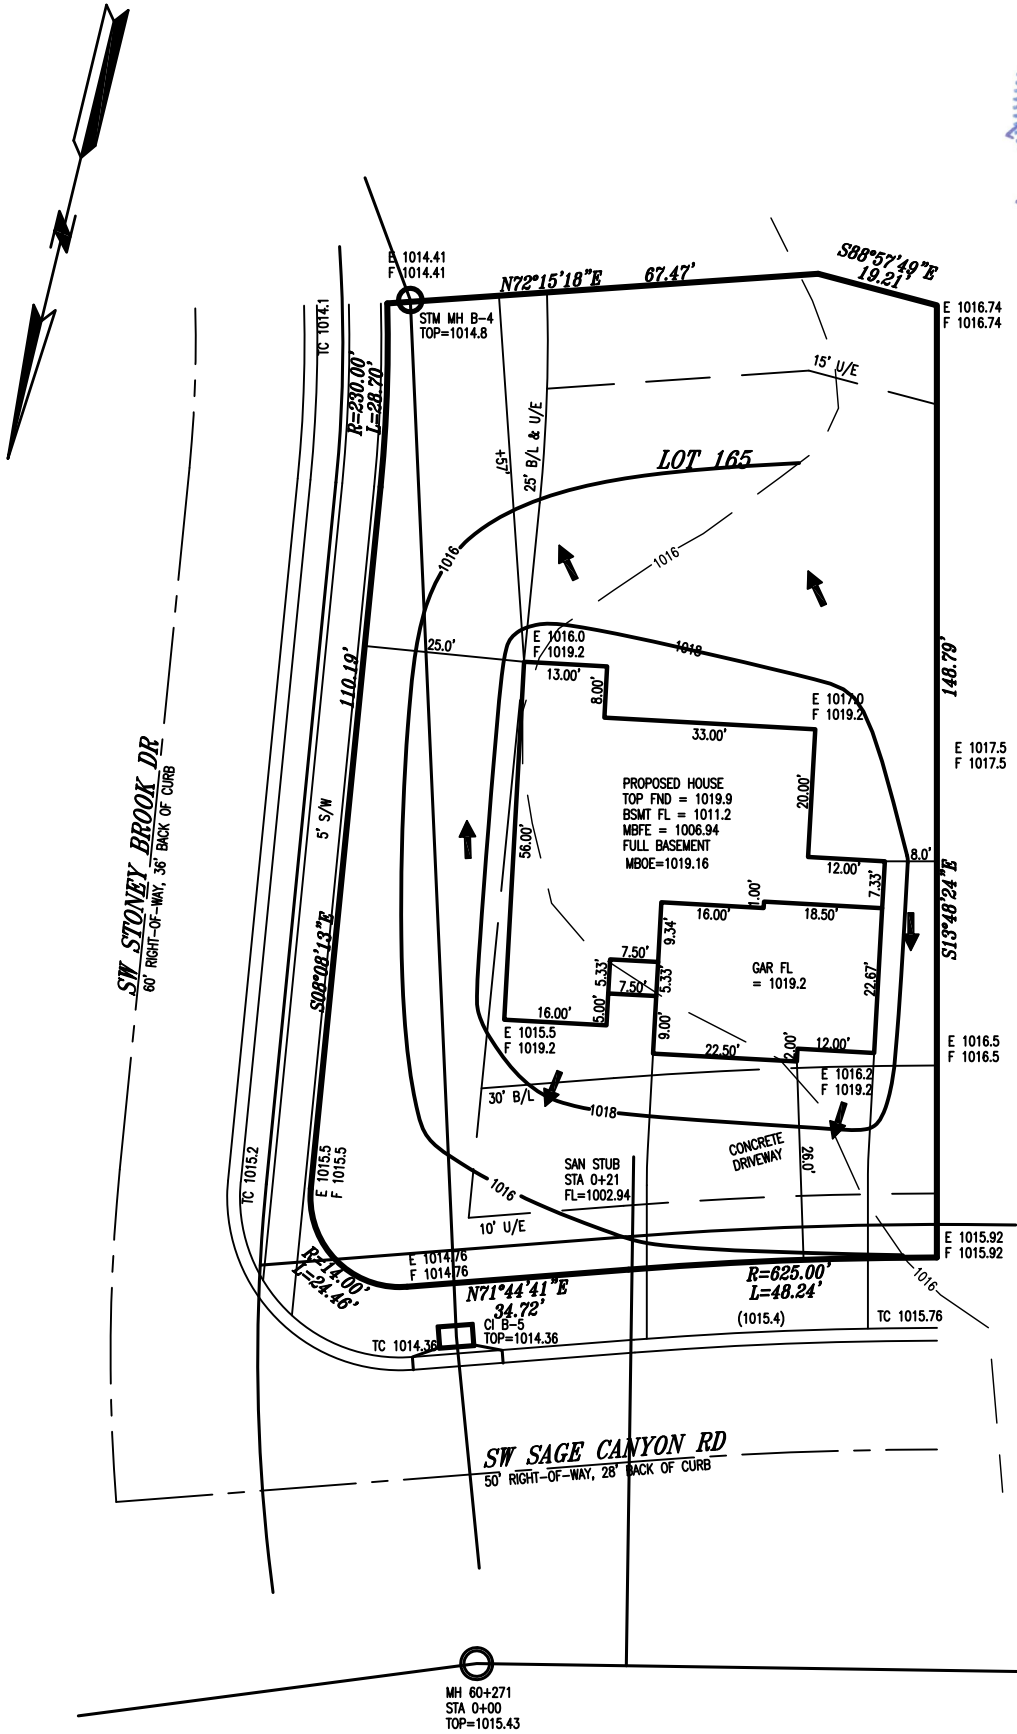 N
E 1014.41
F 1014.41
N72°15'18"E
67.47'
S88°57'49"E
19.21'
E 1016.74
F 1016.74
STM MH B-4
TOP=1014.8
TC 1014.1
R=230.00'
L=28.70'
15' U/E
+57'
25' B/L & U/E
LOT 165
1016
1016
E 1016.0
F 1019.2
25.0'
13.00'
8.00'
1018
148.79'
110.19'
E 1017.0
F 1019.2
33.00'
E 1017.5
F 1017.5
PROPOSED HOUSE
TOP FND = 1019.9
BSMT FL = 1011.2
MBFE = 1006.94
FULL BASEMENT
MBOE=1019.16
20.00'
56.00'
SW STONEY BROOK DR
60' RIGHT-OF-WAY, 36' BACK OF CURB
5' S/W
8.0'
12.00'
7.33'
1.00'
16.00'
18.50'
9.34'
S13°48'24"E
S08°08'13"E
7.50'
5.33'
7.50'
5.33'
GAR FL
= 1019.2
22.67'
16.00'
5.00'
9.00'
E 1015.5
F 1019.2
22.50'
2.00'
12.00'
E 1016.5
F 1016.5
E 1016.2
F 1019.2
30' B/L
1018
CONCRETE
DRIVEWAY
26.0'
TC 1015.2
E 1015.5
F 1015.5
SAN STUB
STA 0+21
FL=1002.94
1016
10' U/E
E 1015.92
F 1015.92
R=14.00'
L=24.46'
E 1014.76
F 1014.76
N71°44'41"E
34.72'
R=625.00'
L=48.24'
1016
CI B-5
TOP=1014.36
TC 1014.36
(1015.4)
TC 1015.76
SW SAGE CANYON RD
50' RIGHT-OF-WAY, 28' BACK OF CURB
MH 60+271
STA 0+00
TOP=1015.43